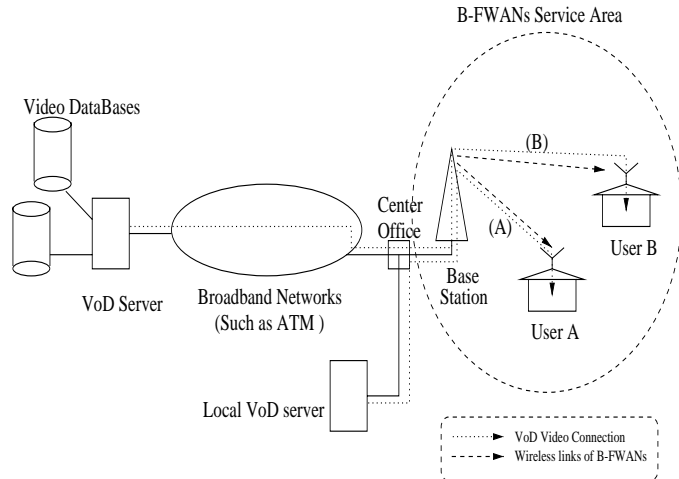 B-FWANs Service Area
Video DataBases
(B)
Center
Office
(A)
User B
Base
Station
VoD Server
Broadband Networks
(Such as ATM )
User A
Local VoD server
VoD Video Connection
Wireless links of B-FWANs